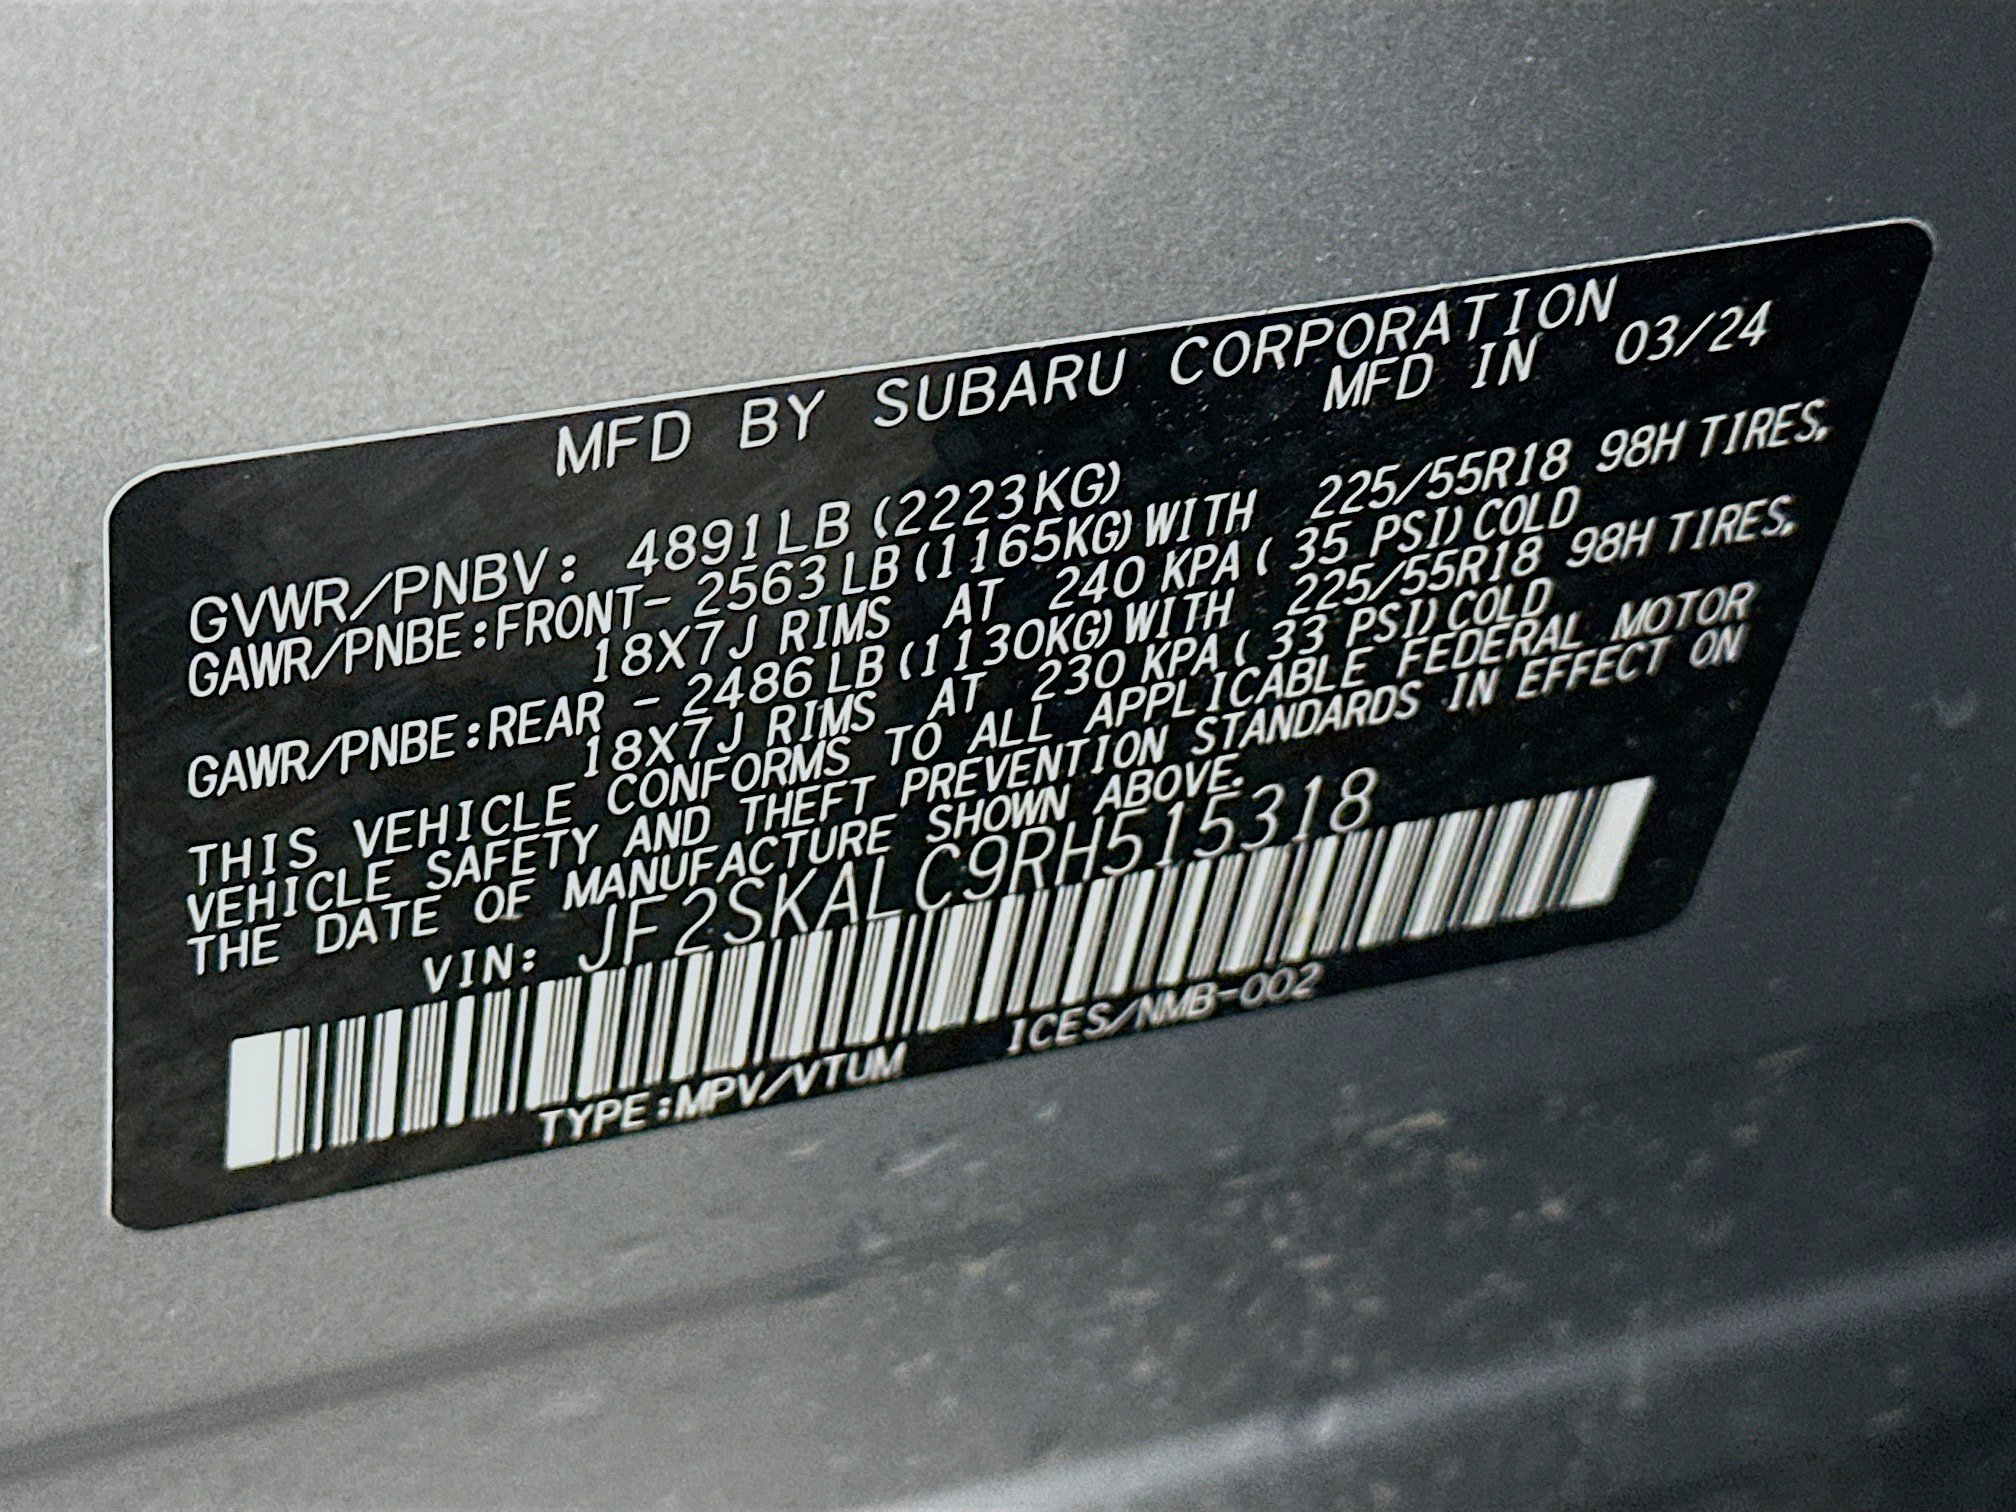 MFD BY SUBARU CORPORATION
MFD IN 03/24
GVWR/PNBV: 4891LB (2223KG)
GAWR/PNBE:FRONT- 2563LB (1165KG) WITH 225/55R18 98H TIRES,
18X7J RIMS AT 240 KPA ( 35 PSI) COLD
GAWR/PNBE:REAR - 2486LB (1130KG) WITH 225/55R18 98H TIRES,
18X7J RIMS AT 230 KPA ( 33 PSI) COLD
THIS VEHICLE CONFORMS TO ALL APPLICABLE FEDERAL MOTOR
VEHICLE SAFETY AND THEFT PREVENTION STANDARDS IN EFFECT ON
THE DATE OF MANUFACTURE SHOWN ABOVE.
VIN: JF2SKALC9RH515318
TYPE:MPV/VTUM ICES/NMB-002